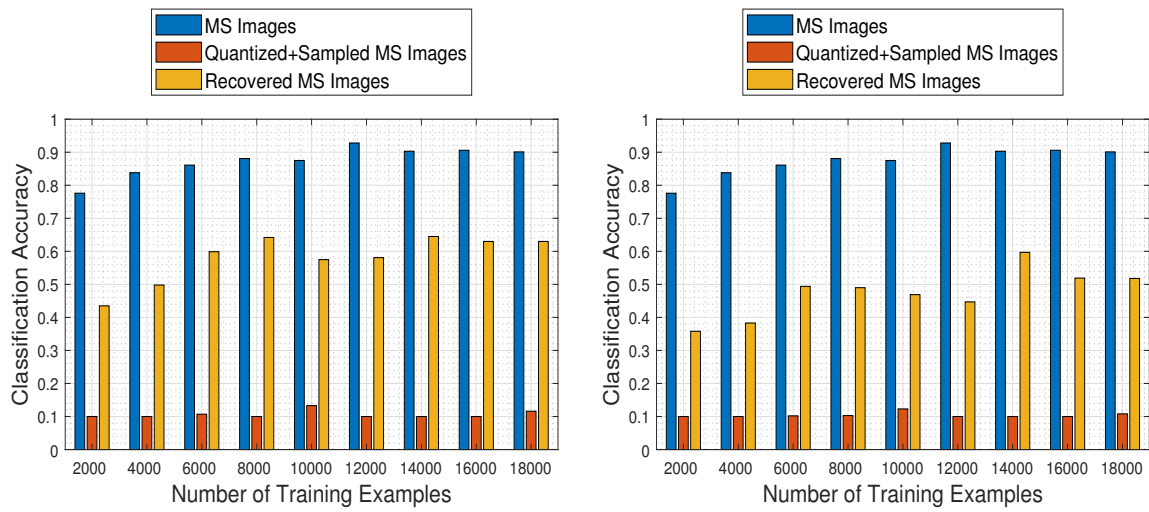 MS Images
Quantized+Sampled MS Images
Recovered MS Images
1
0.9
0.8
0.7
0.6
0.5
0.4
0.3
0.2
0.1
0
Classification Accuracy
2000 4000 6000 8000 10000 12000 14000 16000 18000
Number of Training Examples
MS Images
Quantized+Sampled MS Images
Recovered MS Images
1
0.9
0.8
0.7
0.6
0.5
0.4
0.3
0.2
0.1
0
Classification Accuracy
2000 4000 6000 8000 10000 12000 14000 16000 18000
Number of Training Examples